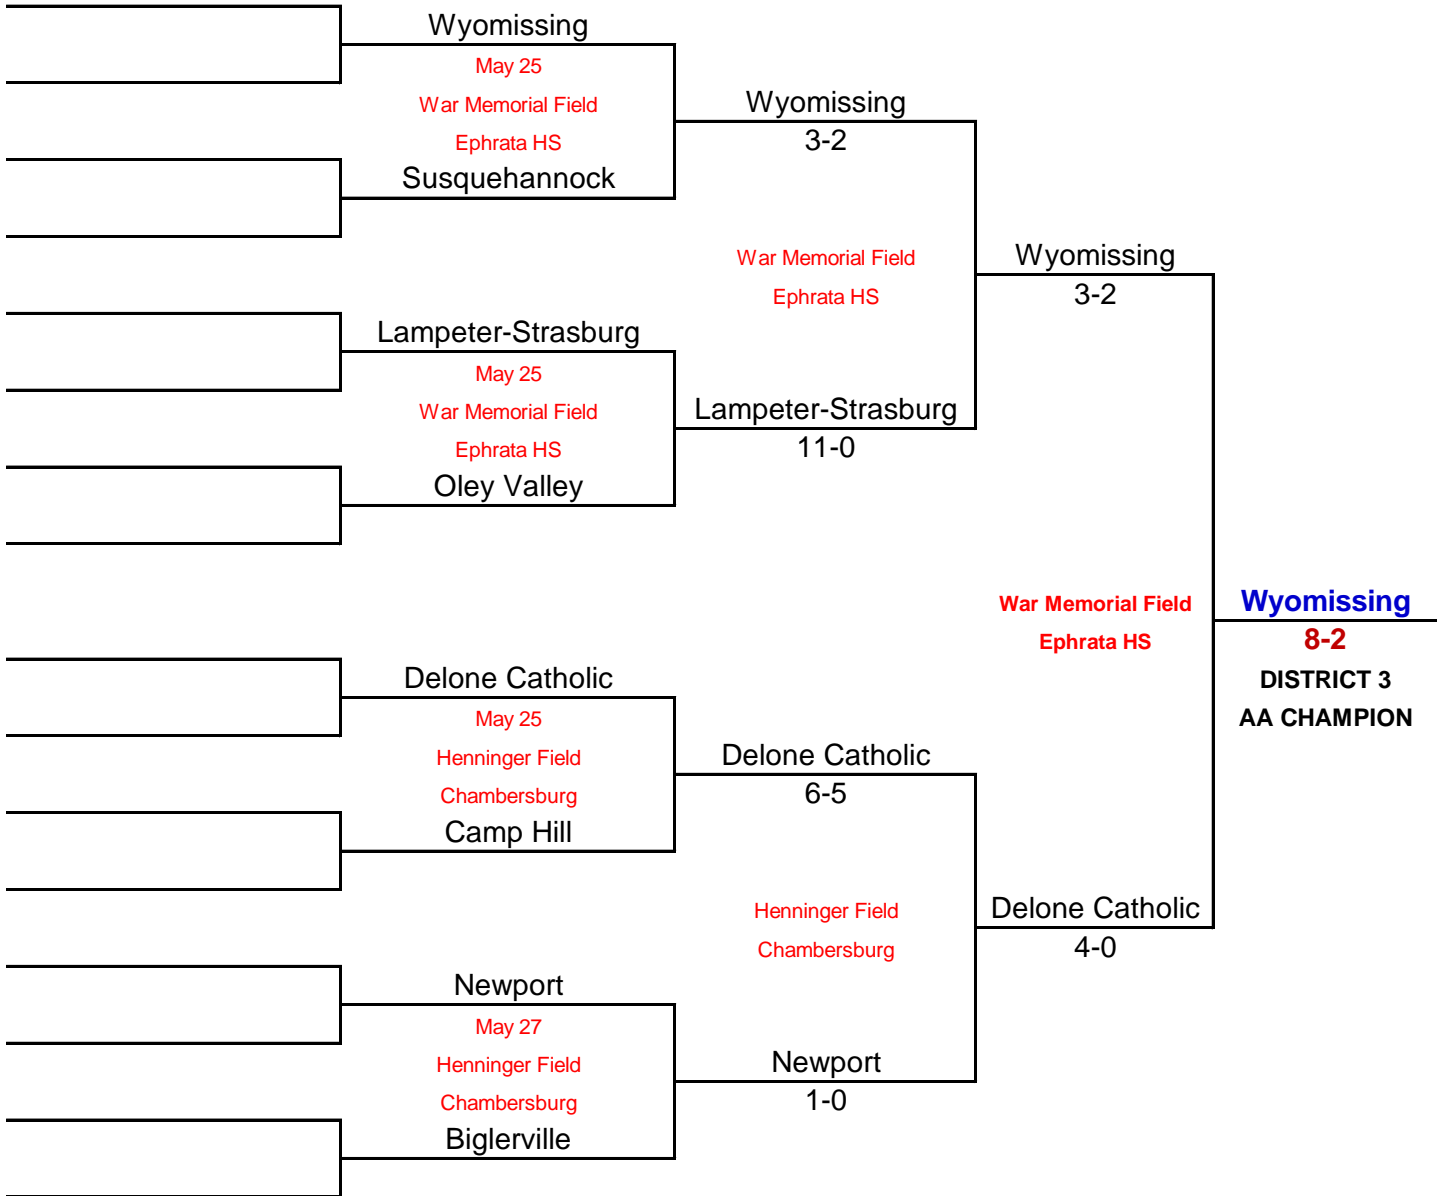 Wyomissing
May 25
War Memorial Field
Ephrata HS
Susquehannock
Wyomissing
3-2
Lampeter-Strasburg
May 25
War Memorial Field
Ephrata HS
Oley Valley
Lampeter-Strasburg
11-0
War Memorial Field
Ephrata HS
Wyomissing
3-2
Delone Catholic
May 25
Henninger Field
Chambersburg
Camp Hill
Delone Catholic
6-5
Newport
May 27
Henninger Field
Chambersburg
Biglerville
Newport
1-0
Henninger Field
Chambersburg
Delone Catholic
4-0
War Memorial Field
Ephrata HS
Wyomissing
8-2
DISTRICT 3
AA CHAMPION